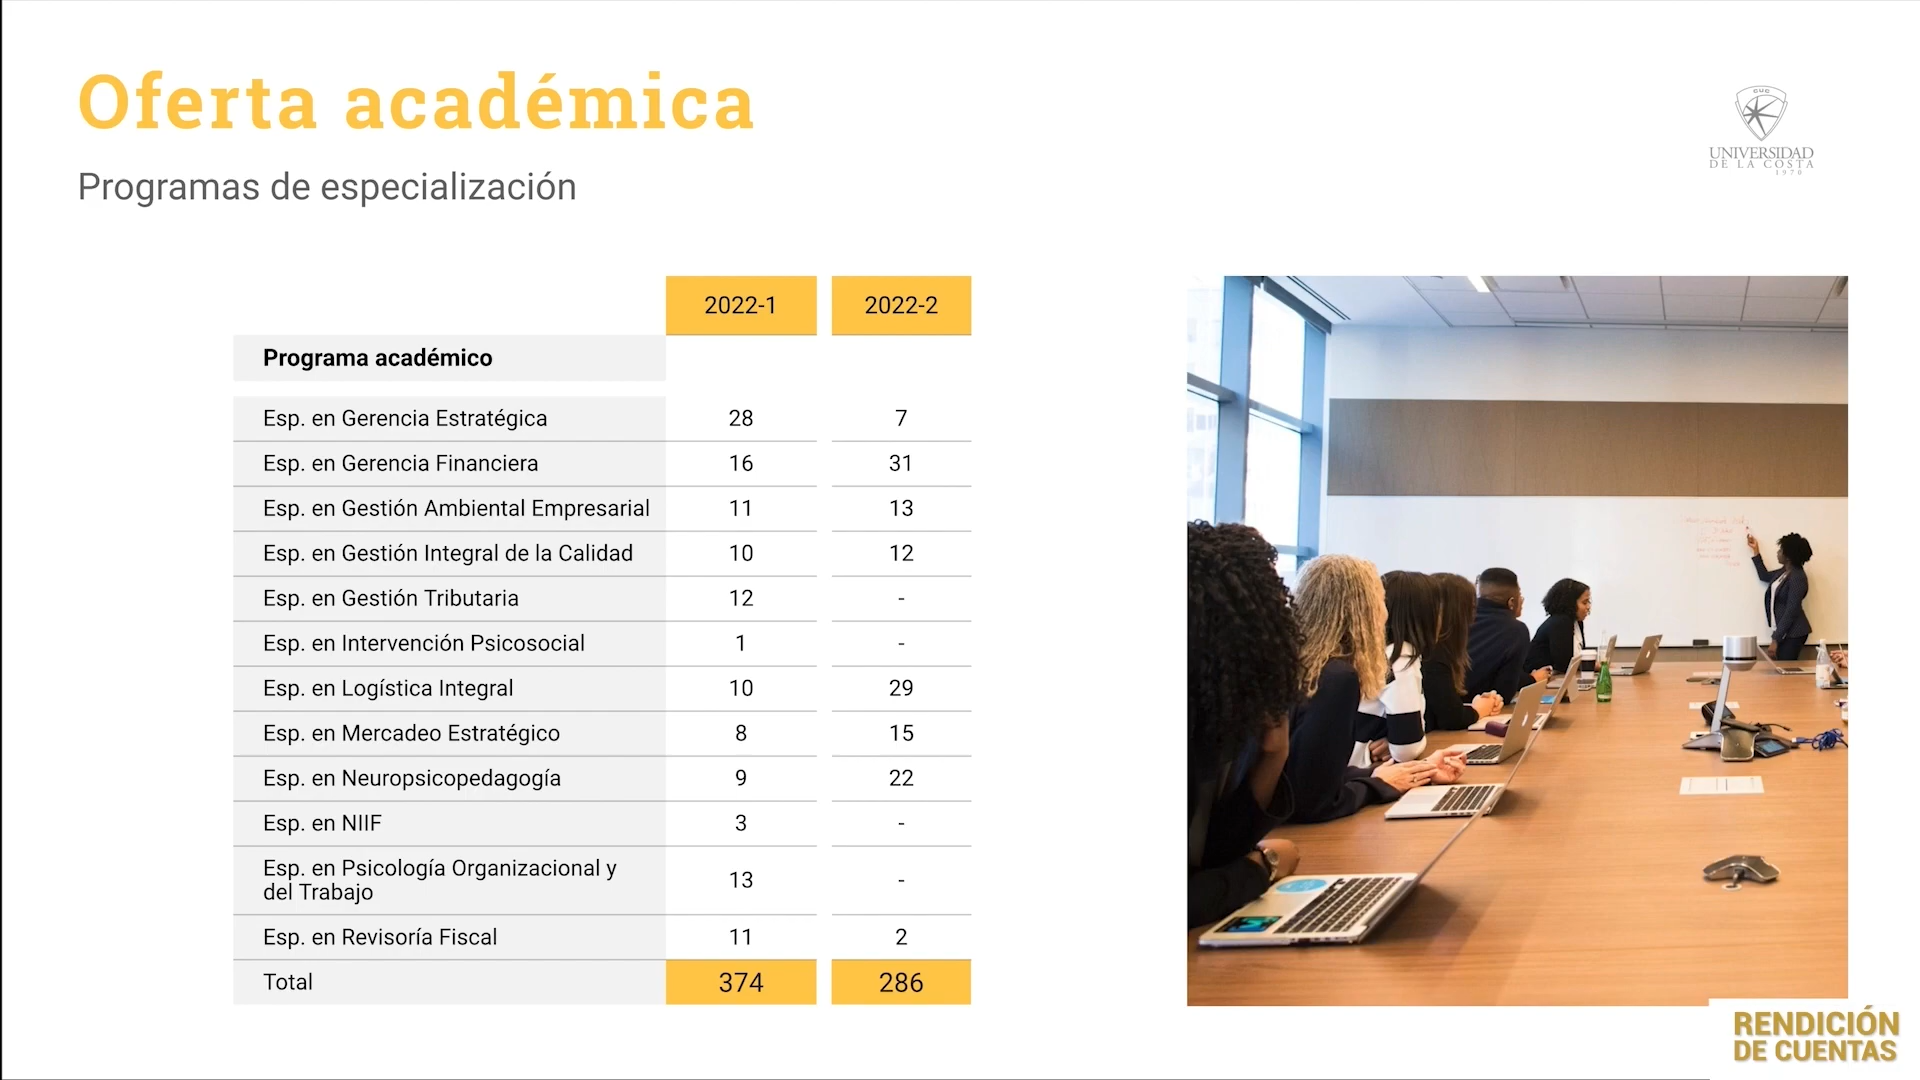 Oferta académica
Programas de especialización
CUC
UNIVERSIDAD
DE LA COSTA
1970
2022-1 2022-2
Programa académico
Esp. en Gerencia Estratégica 28 7
Esp. en Gerencia Financiera 16 31
Esp. en Gestión Ambiental Empresarial 11 13
Esp. en Gestión Integral de la Calidad 10 12
Esp. en Gestión Tributaria 12 -
Esp. en Intervención Psicosocial 1 -
Esp. en Logística Integral 10 29
Esp. en Mercadeo Estratégico 8 15
Esp. en Neuropsicopedagogía 9 22
Esp. en NIIF 3 -
Esp. en Psicología Organizacional y
del Trabajo 13 -
Esp. en Revisoría Fiscal 11 2
Total 374 286
RENDICIÓN
DE CUENTAS